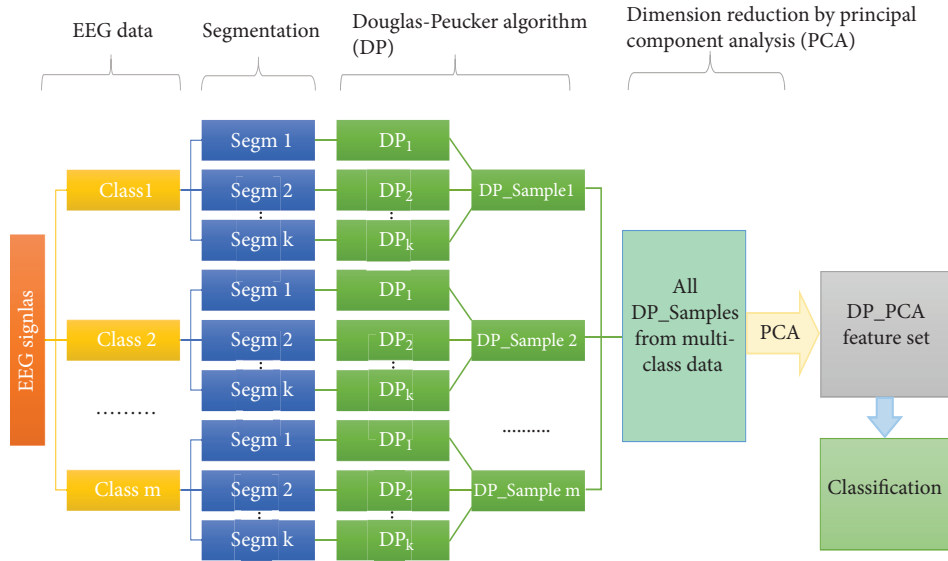 EEG data
Segmentation
Douglas-Peucker algorithm
(DP)
Dimension reduction by principal
component analysis (PCA)
EEG signlas
Class1
Class 2
.........
Class m
Segm 1
Segm 2
⋮
Segm k
Segm 1
Segm 2
Segm k
Segm 1
Segm 2
⋮
Segm k
DP₁
DP₂
⋮
DPₖ
DP₁
DP₂
DPₖ
DP₁
DP₂
⋮
DPₖ
DP_Sample1
DP_Sample 2
..........
DP_Sample m
All
DP_Samples
from multi-
class data
PCA
DP_PCA
feature set
Classification